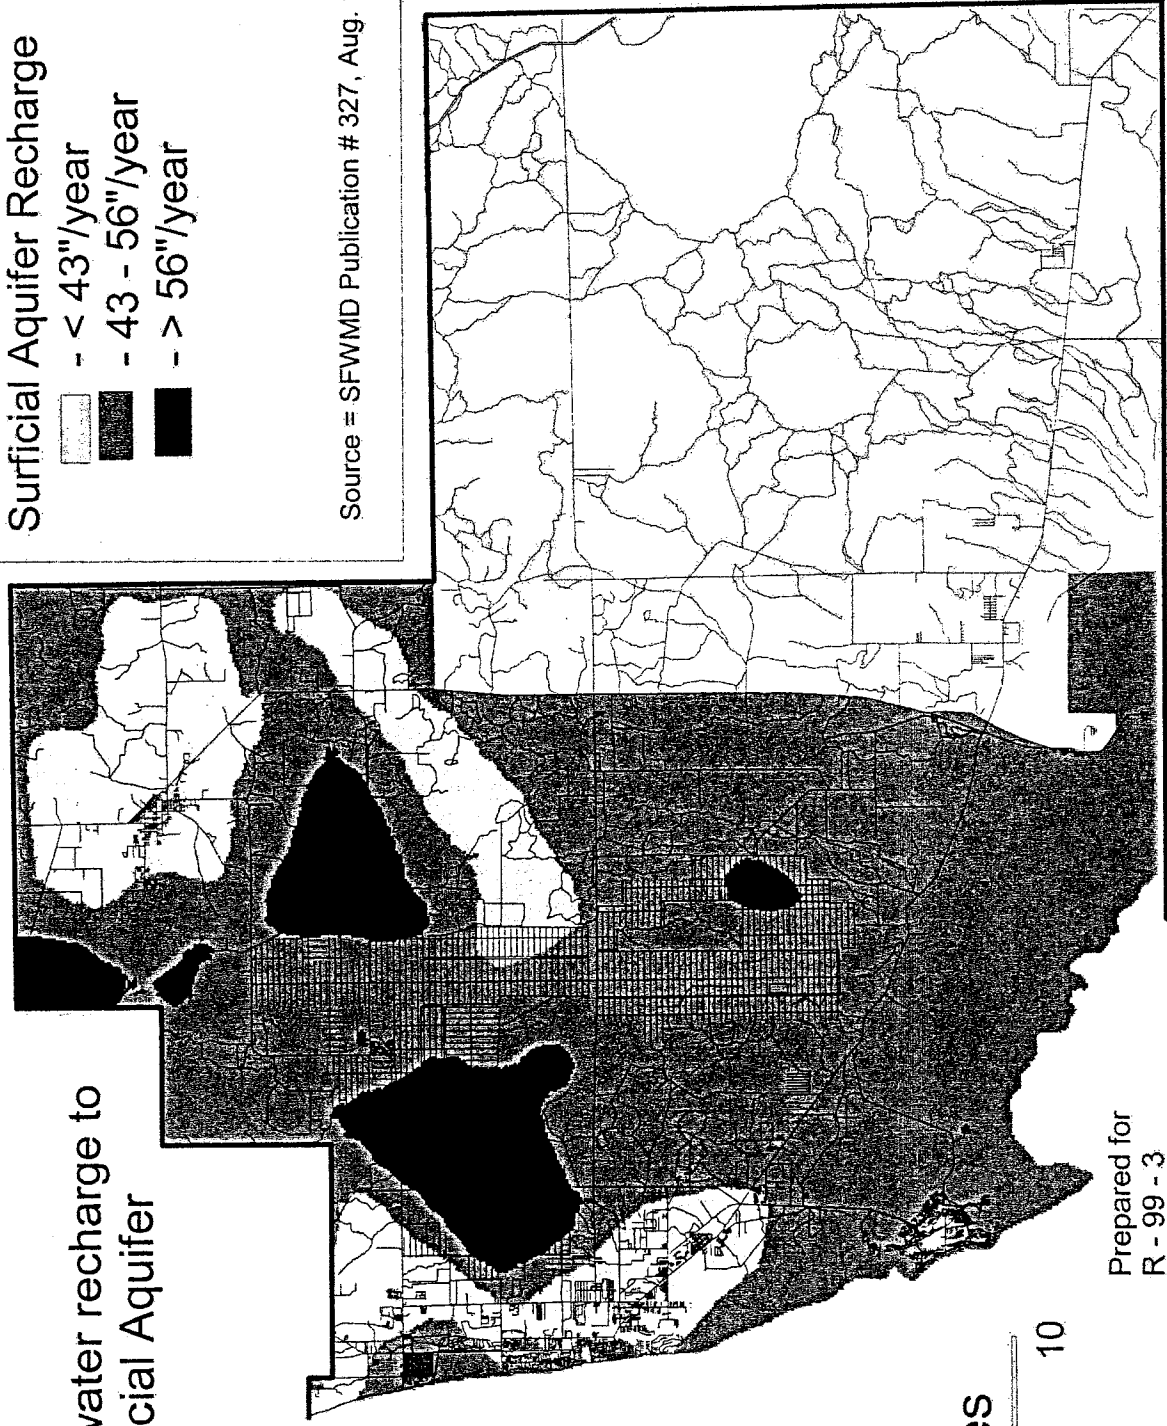 water recharge to
cial Aquifer
Surficial Aquifer Recharge
- < 43"/year
- 43 - 56"/year
- > 56"/year
Source = SFWMD Publication # 327, Aug.
es
10
Prepared for
R - 99 - 3